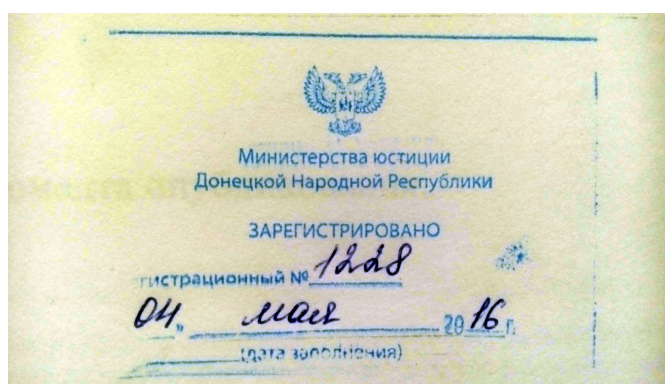 Министерства юстиции
Донецкой Народной Республики
ЗАРЕГИСТРИРОВАНО
гистрационный № 1228
04 " мая 2016 г.
(дата заполнения)